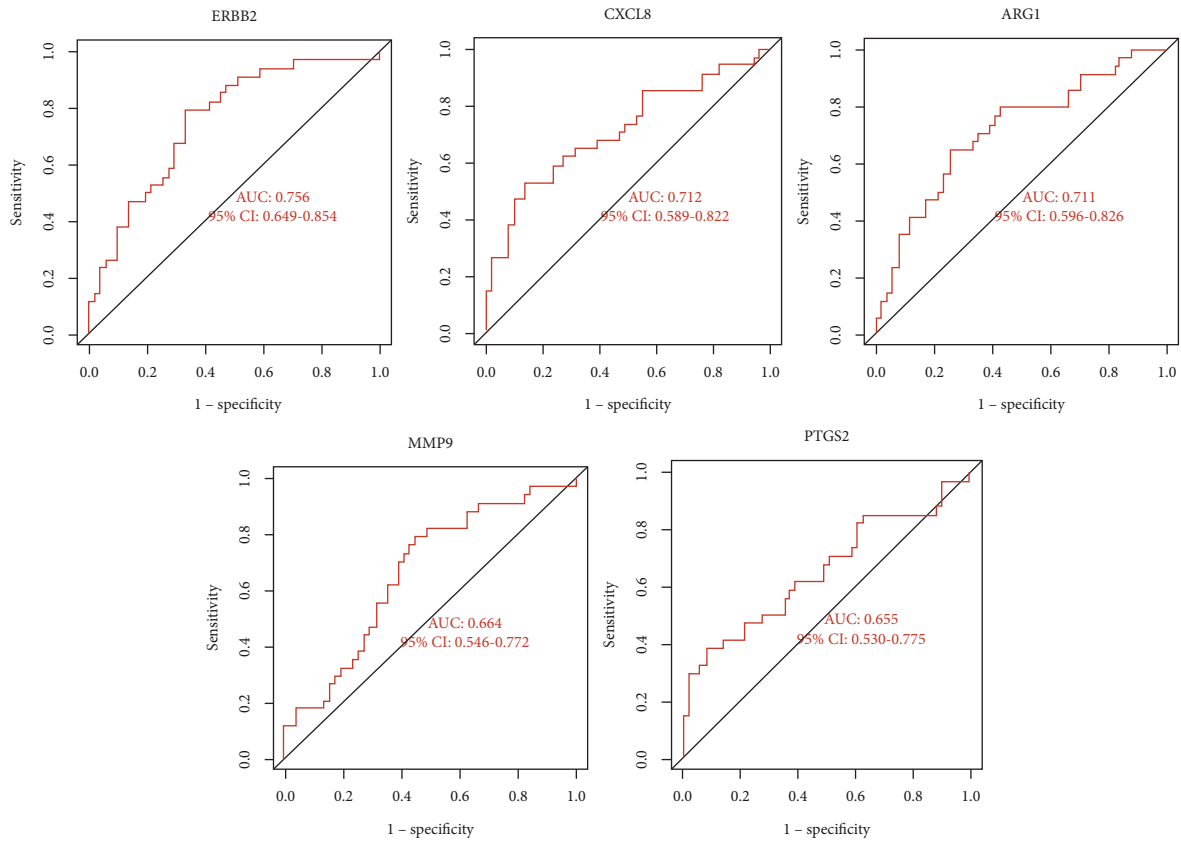 ERBB2
1.0
0.8
0.6
0.4
0.2
0.0
Sensitivity
AUC: 0.756
95% CI: 0.649-0.854
0.0 0.2 0.4 0.6 0.8 1.0
1 – specificity
CXCL8
1.0
0.8
0.6
0.4
0.2
0.0
Sensitivity
AUC: 0.712
95% CI: 0.589-0.822
0.0 0.2 0.4 0.6 0.8 1.0
1 – specificity
ARG1
1.0
0.8
0.6
0.4
0.2
0.0
Sensitivity
AUC: 0.711
95% CI: 0.596-0.826
0.0 0.2 0.4 0.6 0.8 1.0
1 – specificity
MMP9
1.0
0.8
0.6
0.4
0.2
0.0
Sensitivity
AUC: 0.664
95% CI: 0.546-0.772
0.0 0.2 0.4 0.6 0.8 1.0
1 – specificity
PTGS2
1.0
0.8
0.6
0.4
0.2
0.0
Sensitivity
AUC: 0.655
95% CI: 0.530-0.775
0.0 0.2 0.4 0.6 0.8 1.0
1 – specificity